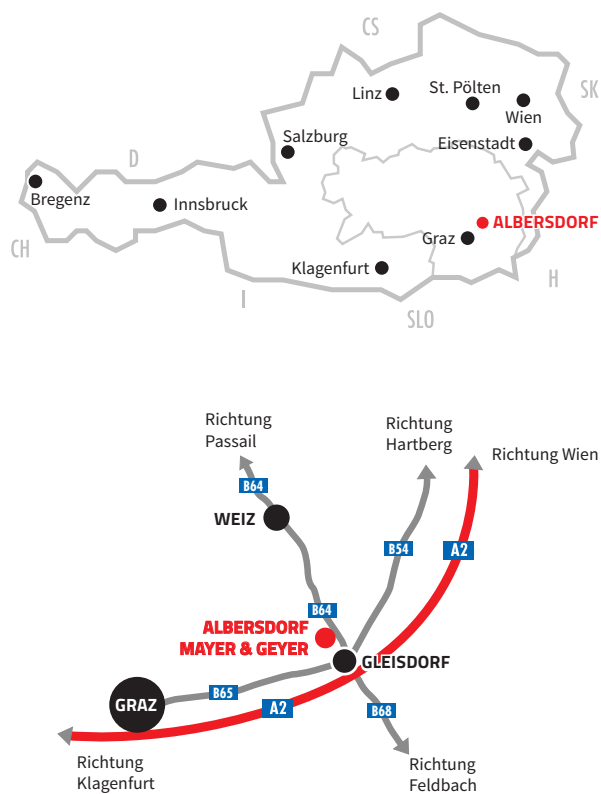 CS
SK
St. Pölten
Linz
Wien
Salzburg
Eisenstadt
D
Bregenz
Innsbruck
ALBERSDORF
Graz
CH
Klagenfurt
H
I
SLO
Richtung
Passail
Richtung
Hartberg
Richtung Wien
B64
WEIZ
B54
A2
B64
ALBERSDORF
MAYER & GEYER
GLEISDORF
B65
GRAZ
A2
B68
Richtung
Klagenfurt
Richtung
Feldbach